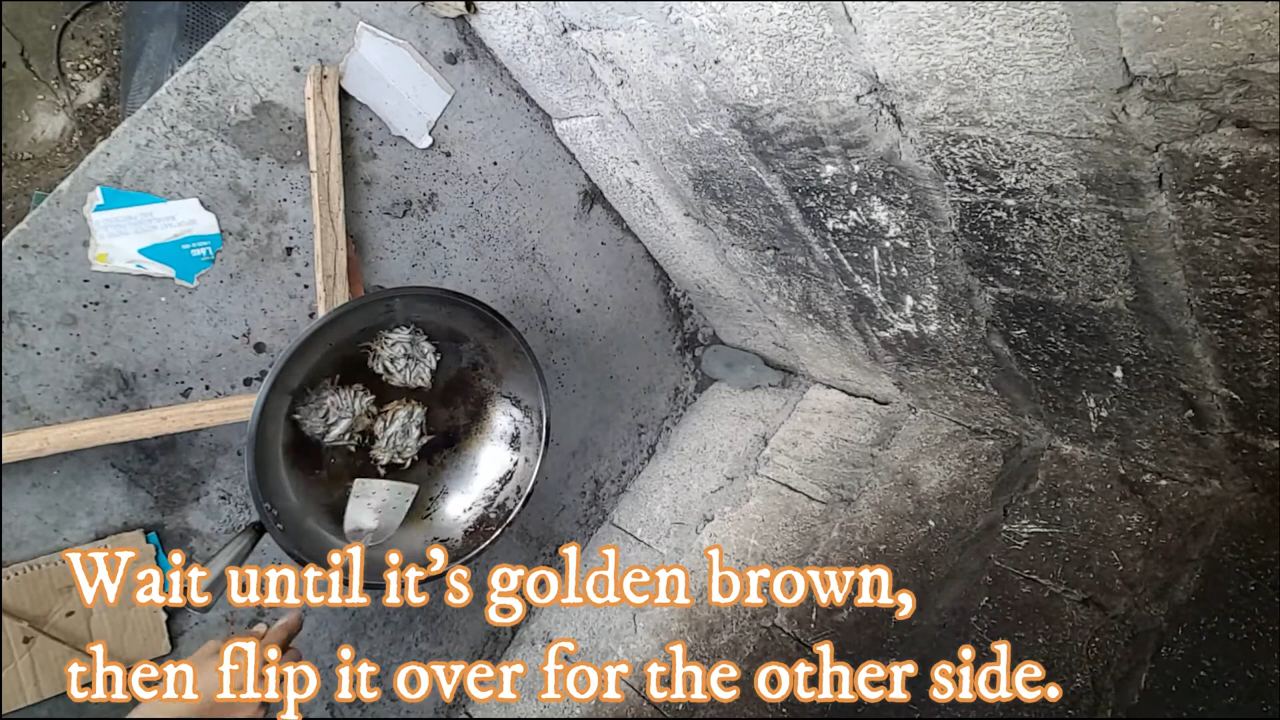 Wait until it's golden brown,
then flip it over for the other side.